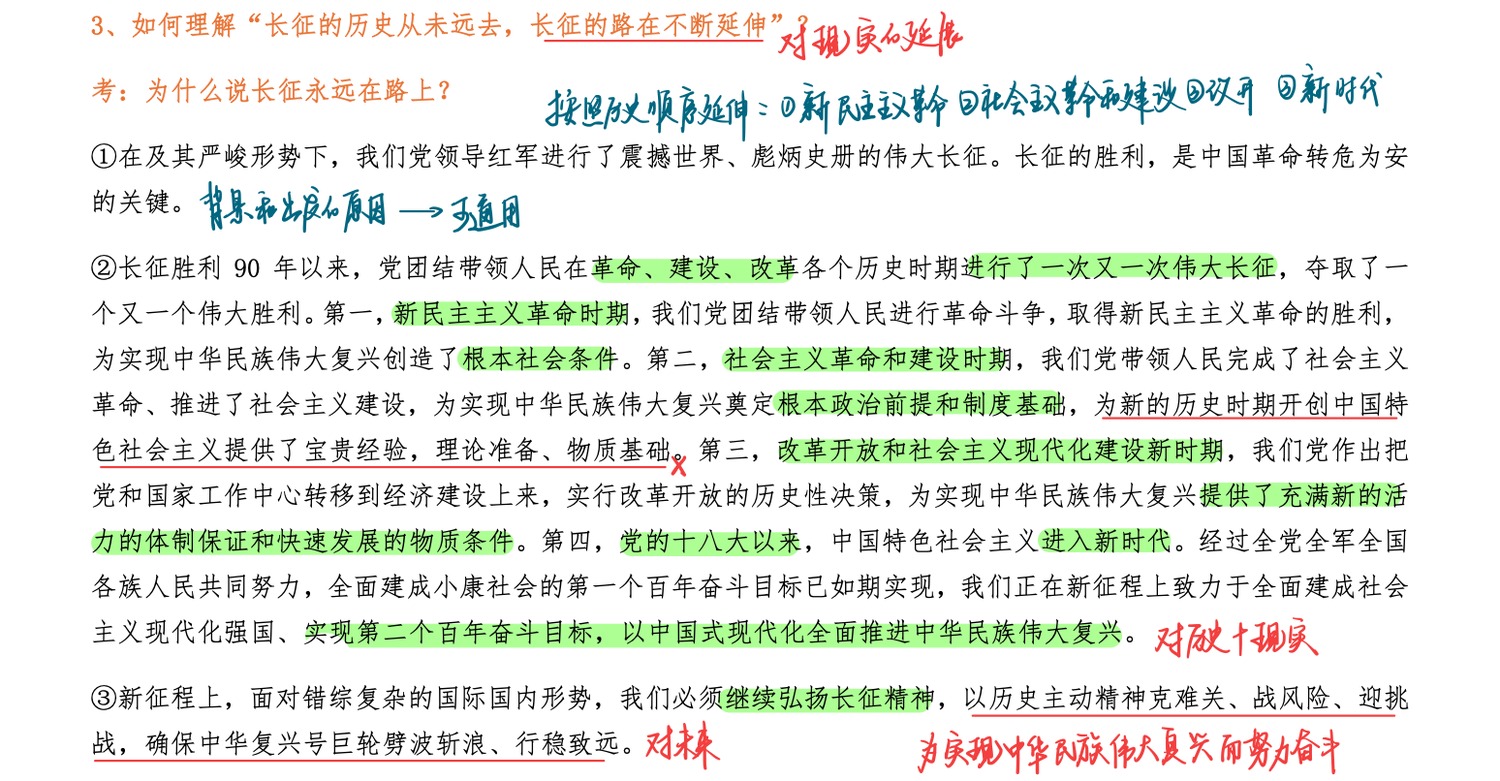 3、如何理解“长征的历史从未远去，长征的路在不断延伸”？
对现实的延展
考：为什么说长征永远在路上？
按照历史顺序延伸：①新民主主义革命 ②社会主义革命和建设 ③改开 ④新时代
①在及其严峻形势下，我们党领导红军进行了震撼世界、彪炳史册的伟大长征。长征的胜利，是中国革命转危为安
的关键。
背景和出发的原因 → 可通用
②长征胜利 90 年以来，党团结带领人民在革命、建设、改革各个历史时期进行了一次又一次伟大长征，夺取了一
个又一个伟大胜利。第一，新民主主义革命时期，我们党团结带领人民进行革命斗争，取得新民主主义革命的胜利，
为实现中华民族伟大复兴创造了根本社会条件。第二，社会主义革命和建设时期，我们党带领人民完成了社会主义
革命、推进了社会主义建设，为实现中华民族伟大复兴奠定根本政治前提和制度基础，为新的历史时期开创中国特
色社会主义提供了宝贵经验，理论准备、物质基础。第三，改革开放和社会主义现代化建设新时期，我们党作出把
党和国家工作中心转移到经济建设上来，实行改革开放的历史性决策，为实现中华民族伟大复兴提供了充满新的活
力的体制保证和快速发展的物质条件。第四，党的十八大以来，中国特色社会主义进入新时代。经过全党全军全国
各族人民共同努力，全面建成小康社会的第一个百年奋斗目标已如期实现，我们正在新征程上致力于全面建成社会
主义现代化强国、实现第二个百年奋斗目标，以中国式现代化全面推进中华民族伟大复兴。
对历史+现实
③新征程上，面对错综复杂的国际国内形势，我们必须继续弘扬长征精神，以历史主动精神克难关、战风险、迎挑
战，确保中华复兴号巨轮劈波斩浪、行稳致远。
对未来
为实现中华民族伟大复兴而努力奋斗